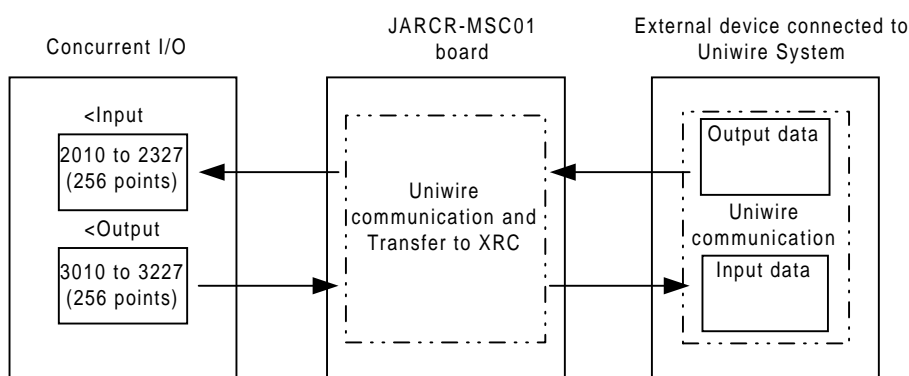 Concurrent I/O
<Input
2010 to 2327
(256 points)
<Output
3010 to 3227
(256 points)
JARCR-MSC01
board
Uniwire
communication and
Transfer to XRC
External device connected to
Uniwire System
Output data
Uniwire
communication
Input data